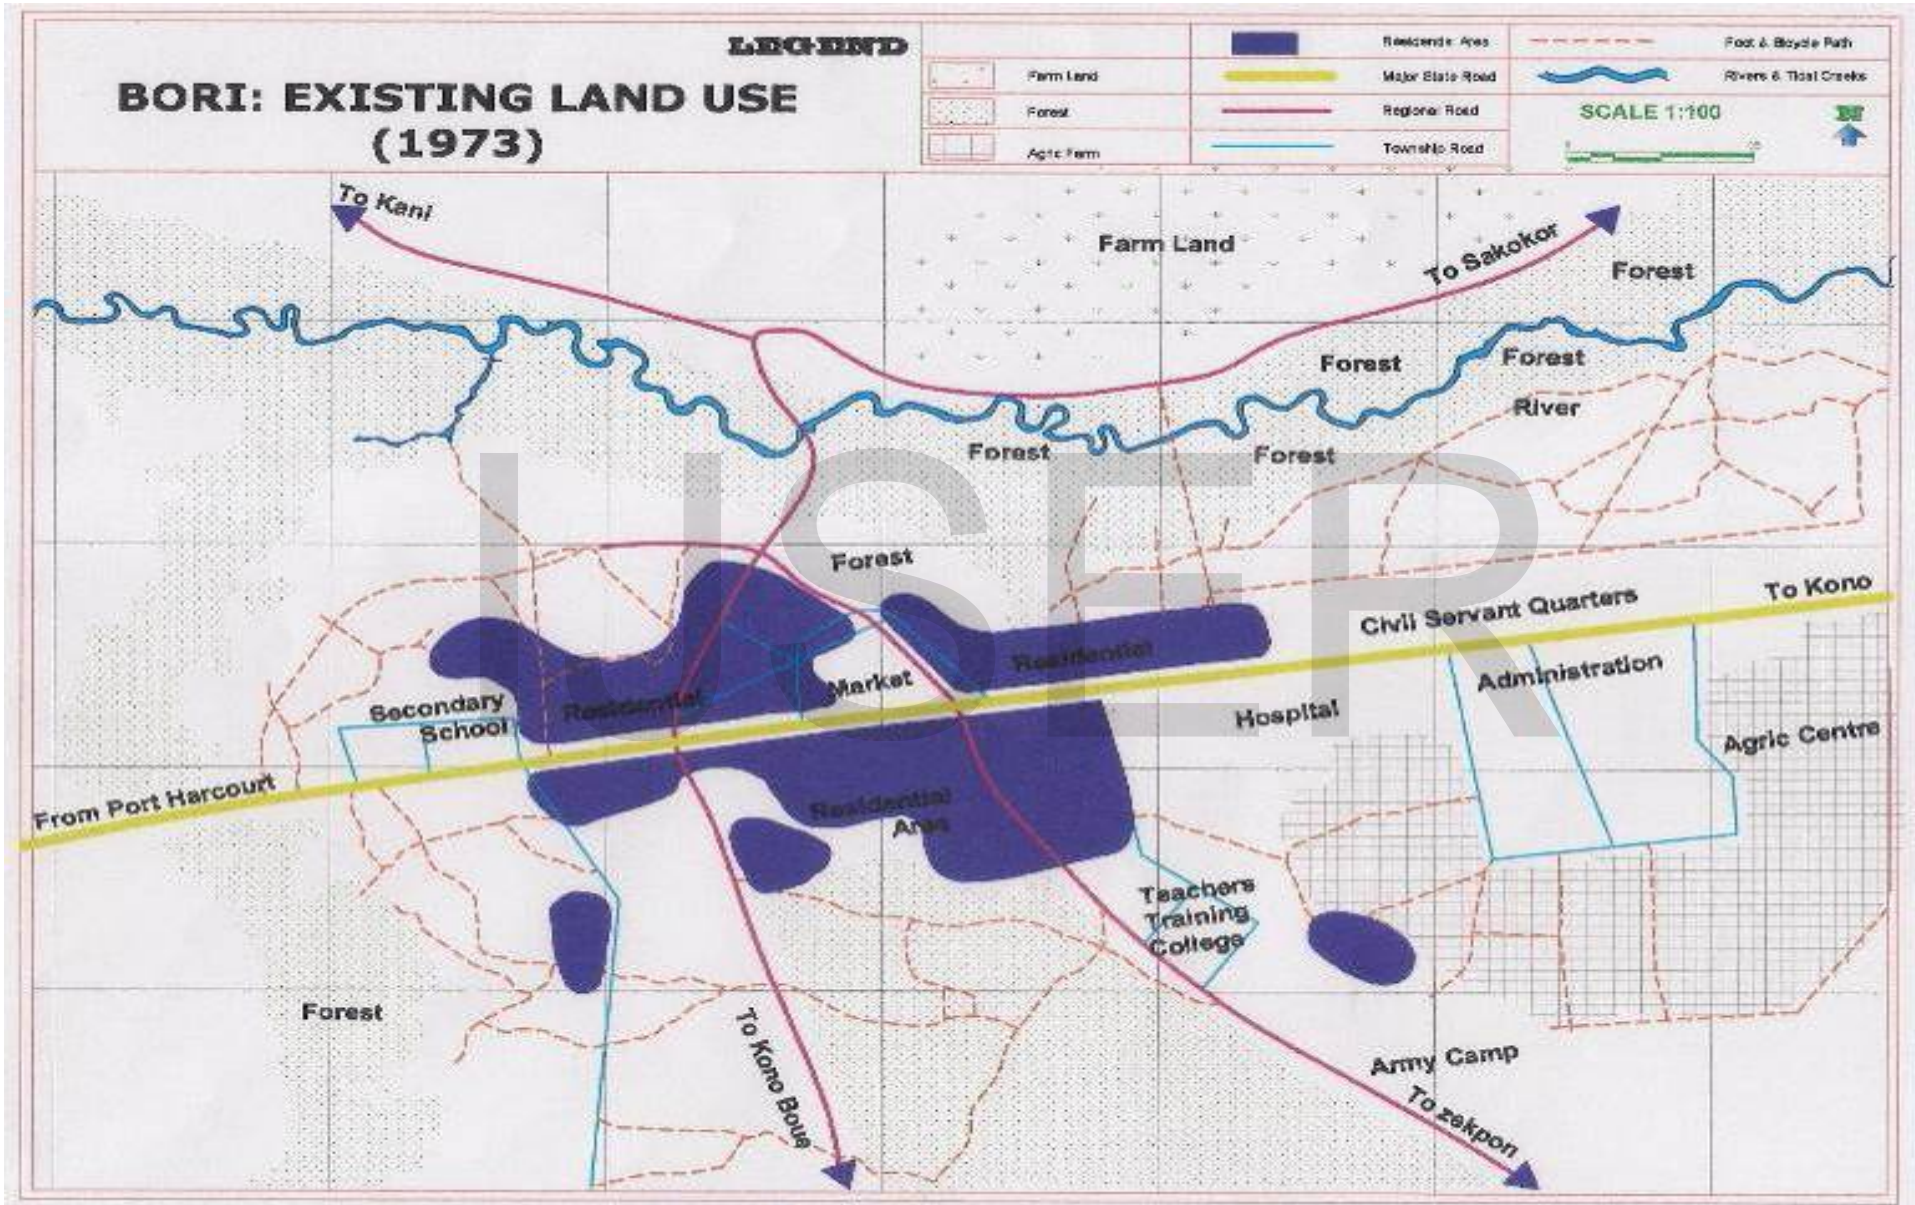 LEGEND
BORI: EXISTING LAND USE
(1973)
Farm Land
Forest
Agric Farm
Residende Area
Major State Road
Regional Road
Township Road
Foot & Bicycle Path
Rivers & Tidal Creeks
SCALE 1:100
N
To Kani
Farm Land
To Sakokor
Forest
Forest
Forest
River
Forest
Forest
Forest
To Kono
Civil Servant Quarters
Residential
Administration
Market
Residential
Secondary
School
Hospital
Agric Centre
From Port Harcourt
Residential
Area
Teachers
Training
College
Forest
To Kono Boue
Army Camp
To zekpon
IJSER